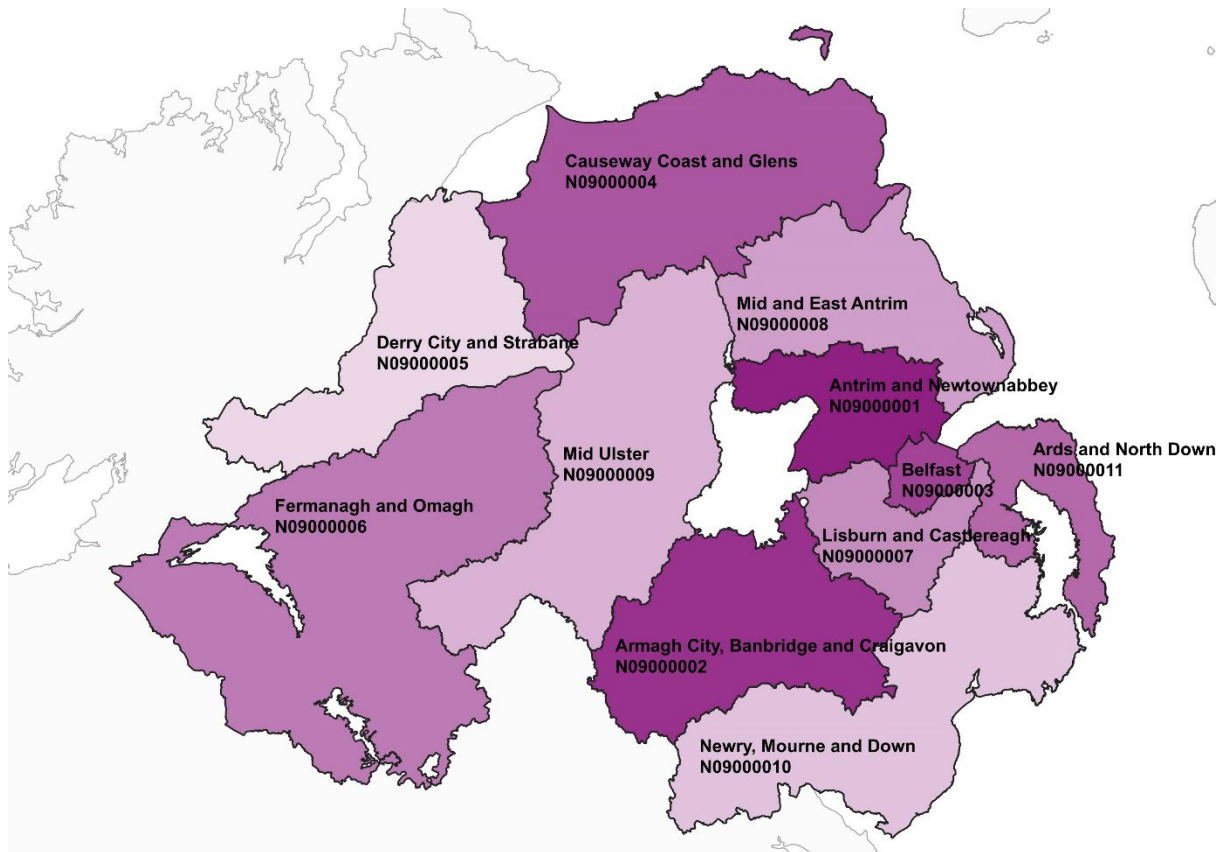 Causeway Coast and Glens
N09000004
Mid and East Antrim
N09000008
Derry City and Strabane
N09000005
Antrim and Newtownabbey
N09000001
Mid Ulster
N09000009
Ards and North Down
N09000011
Belfast
N09000003
Fermanagh and Omagh
N09000006
Lisburn and Castlereagh
N09000007
Armagh City, Banbridge and Craigavon
N09000002
Newry, Mourne and Down
N09000010